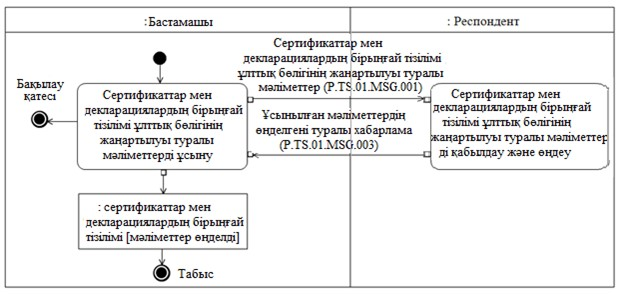 :Бастамашы
: Респондент
Сертификаттар мен
декларациялардың бірыңғай тізілімі
ұлттық бөлігінің жаңартылуы туралы
мәліметтер (P.TS.01.MSG.001)
Бақылау
қатесі
Сертификаттар мен
декларациялардың бірыңғай
тізілімі ұлттық бөлігінің
жаңартылуы туралы
мәліметтерді ұсыну
Ұсынылған мәліметтердің
өңделгені туралы хабарлама
(P.TS.01.MSG.003)
Сертификаттар мен
декларациялардың бірыңғай
тізілімі ұлттық бөлігінің
жаңартылуы туралы мәліметтер
ді қабылдау және өңдеу
: сертификаттар мен
декларациялардың бірыңғай
тізілімі [мәліметтер өңделді]
Табыс